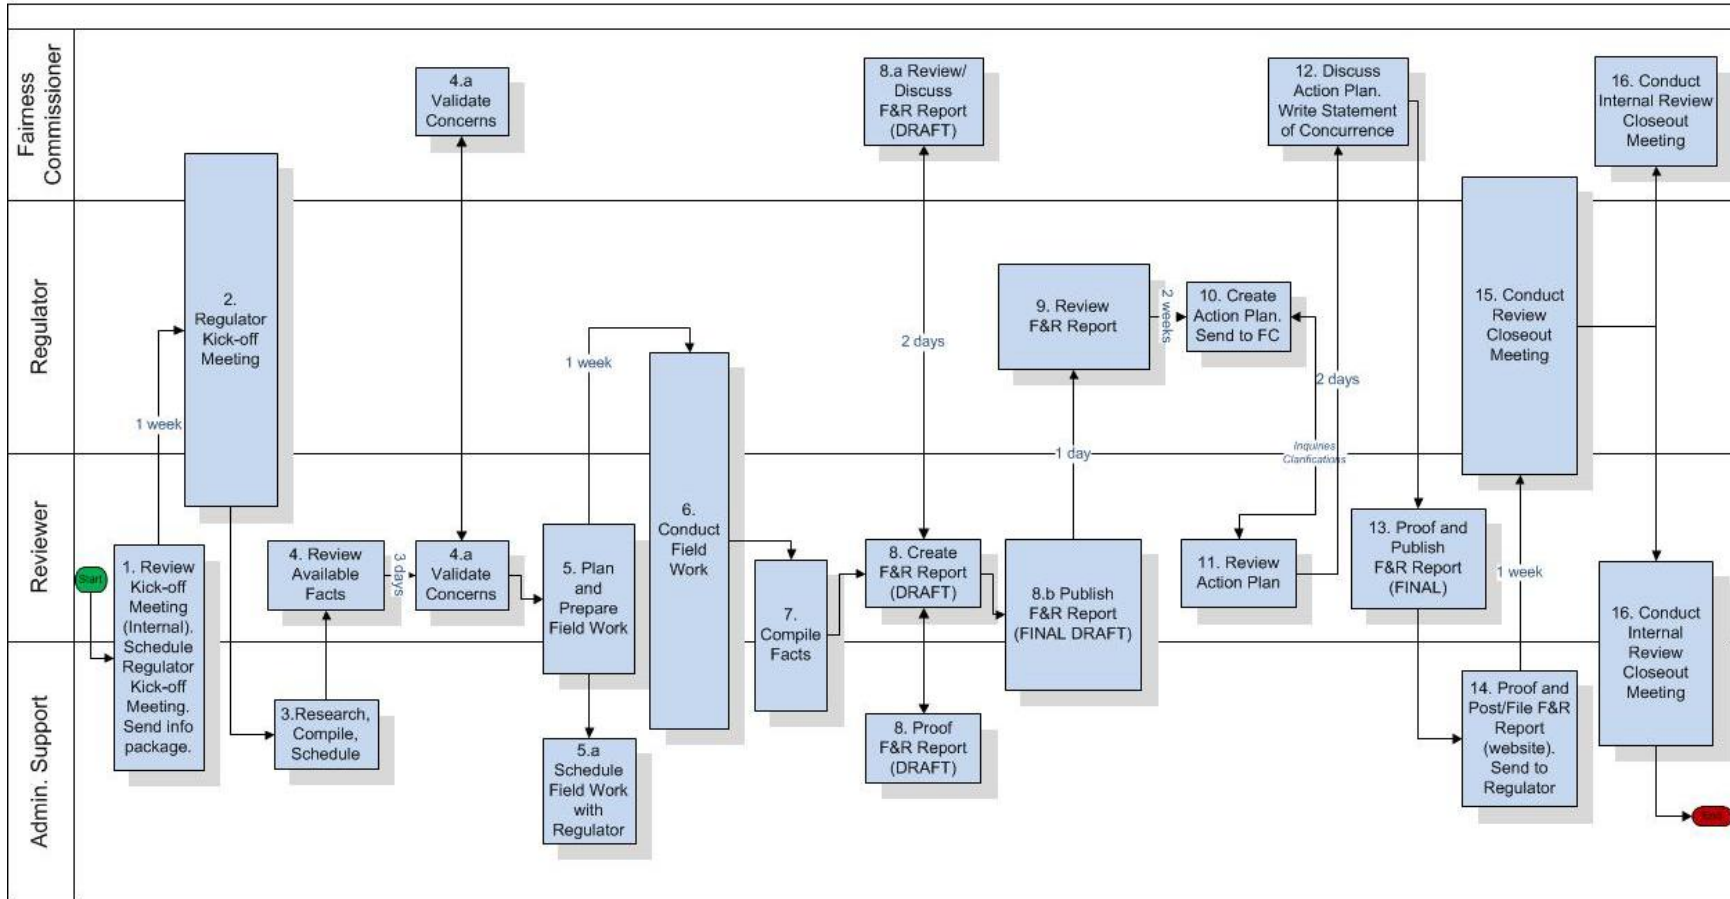 Fairness
Commissioner
Regulator
Reviewer
Admin. Support
Start
1. Review
Kick-off
Meeting
(Internal).
Schedule
Regulator
Kick-off
Meeting.
Send info
package.
1 week
2.
Regulator
Kick-off
Meeting
3.Research,
Compile,
Schedule
4. Review
Available
Facts
3 days
4.a
Validate
Concerns
4.a
Validate
Concerns
5. Plan
and
Prepare
Field Work
5.a
Schedule
Field Work
with
Regulator
1 week
6.
Conduct
Field
Work
7.
Compile
Facts
8.a Review/
Discuss
F&R Report
(DRAFT)
2 days
8. Create
F&R Report
(DRAFT)
8. Proof
F&R Report
(DRAFT)
8.b Publish
F&R Report
(FINAL DRAFT)
1 day
9. Review
F&R Report
2 weeks
10. Create
Action Plan.
Send to FC
Inquiries
Clarifications
11. Review
Action Plan
2 days
12. Discuss
Action Plan.
Write Statement
of Concurrence
13. Proof and
Publish
F&R Report
(FINAL)
14. Proof and
Post/File F&R
Report
(website).
Send to
Regulator
1 week
15. Conduct
Review
Closeout
Meeting
16. Conduct
Internal Review
Closeout
Meeting
16. Conduct
Internal
Review
Closeout
Meeting
End